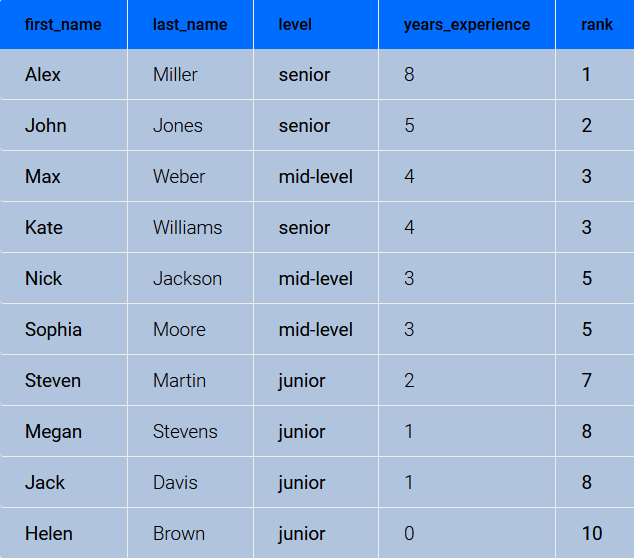 first_name last_name level years_experience rank
Alex Miller senior 8 1
John Jones senior 5 2
Max Weber mid-level 4 3
Kate Williams senior 4 3
Nick Jackson mid-level 3 5
Sophia Moore mid-level 3 5
Steven Martin junior 2 7
Megan Stevens junior 1 8
Jack Davis junior 1 8
Helen Brown junior 0 10